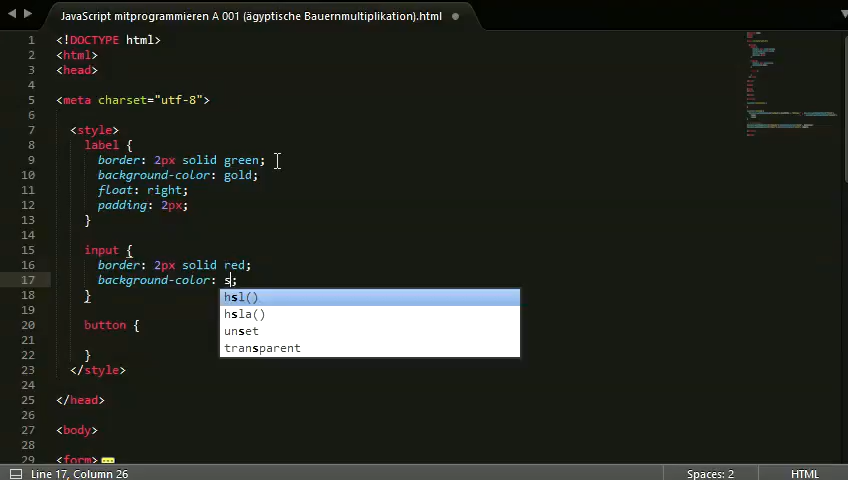 JavaScript mitprogrammieren A 001 (ägyptische Bauernmultiplikation).html
1 <!DOCTYPE html>
2 <html>
3 <head>
4
5 <meta charset="utf-8">
6
7 <style>
8 label {
9 border: 2px solid green;
10 background-color: gold;
11 float: right;
12 padding: 2px;
13 }
14
15 input {
16 border: 2px solid red;
17 background-color: s;
hsl()
18 }
hsla()
19
unset
20 button {
transparent
21
22 }
23 </style>
24
25 </head>
26
27 <body>
28
29 <form>
Line 17, Column 26 Spaces: 2 HTML